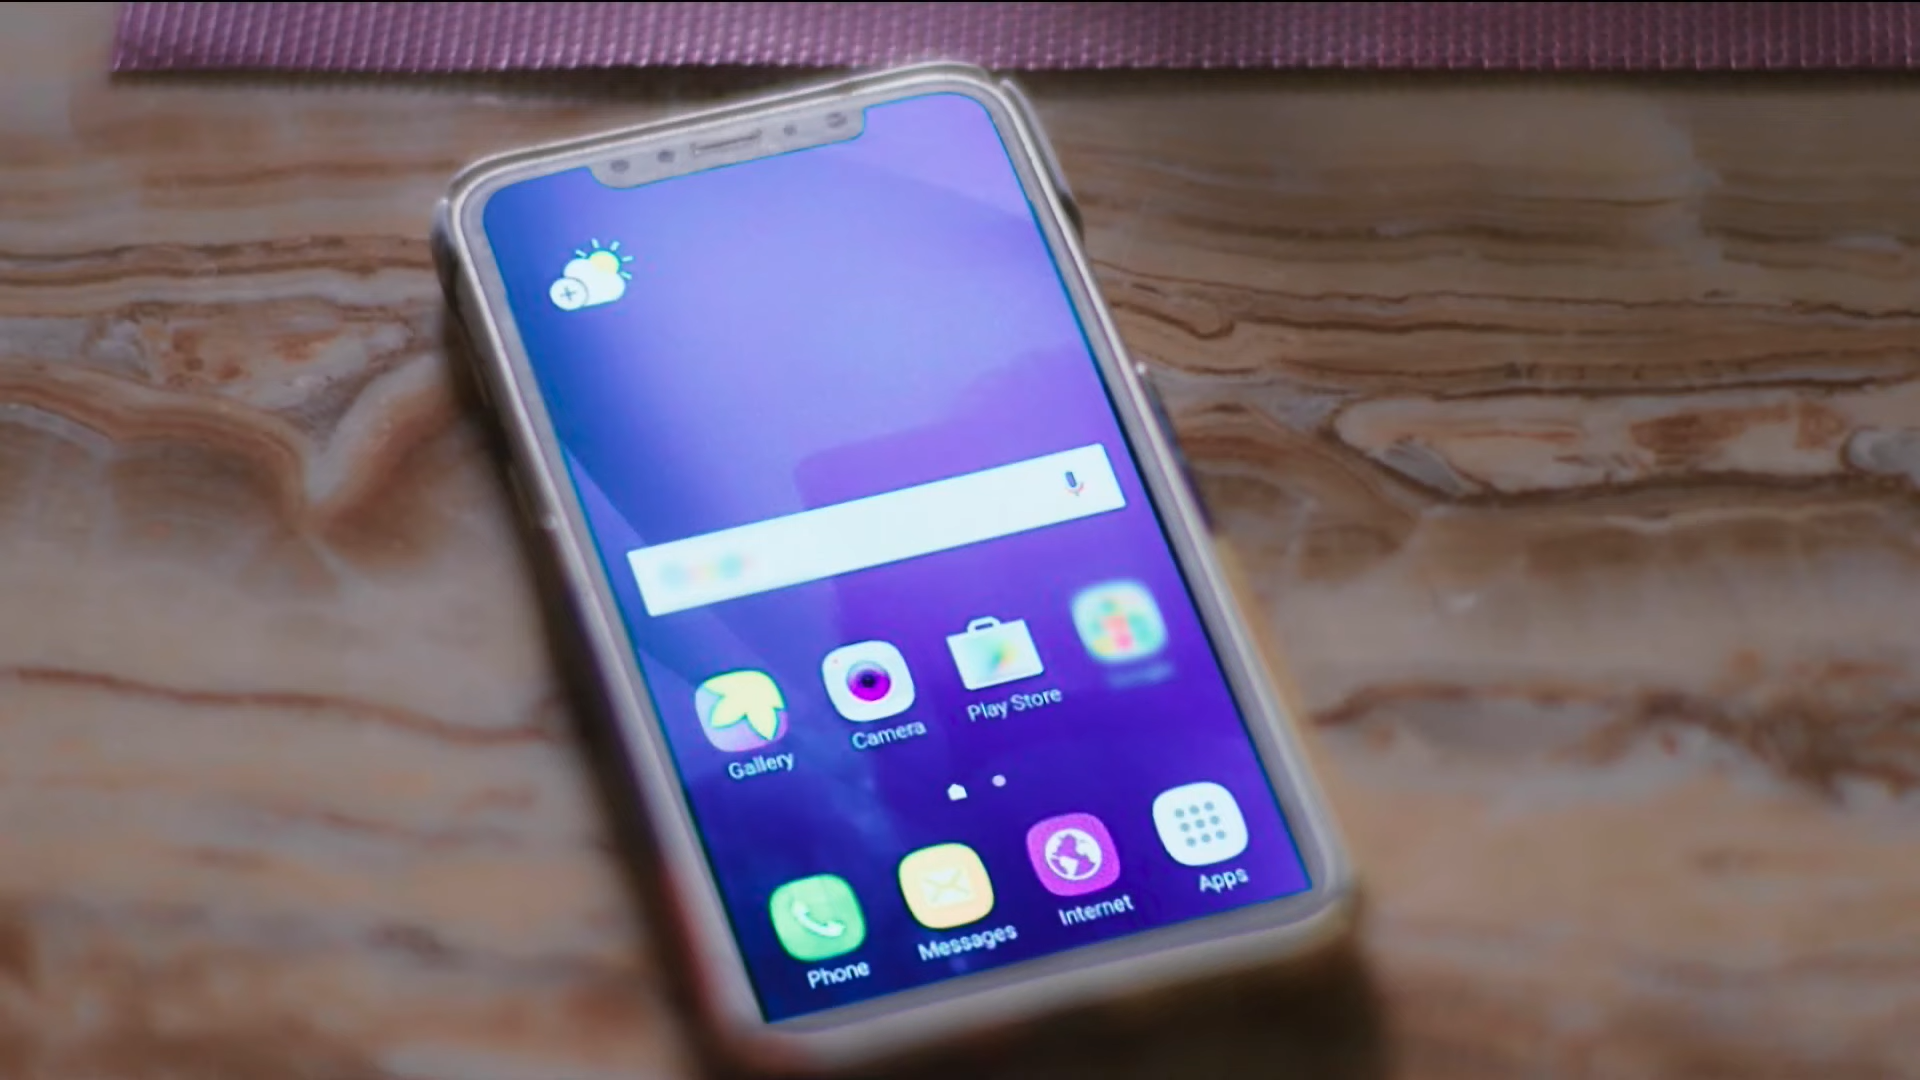 Gallery
Camera
Play Store
Phone
Messages
Internet
Apps